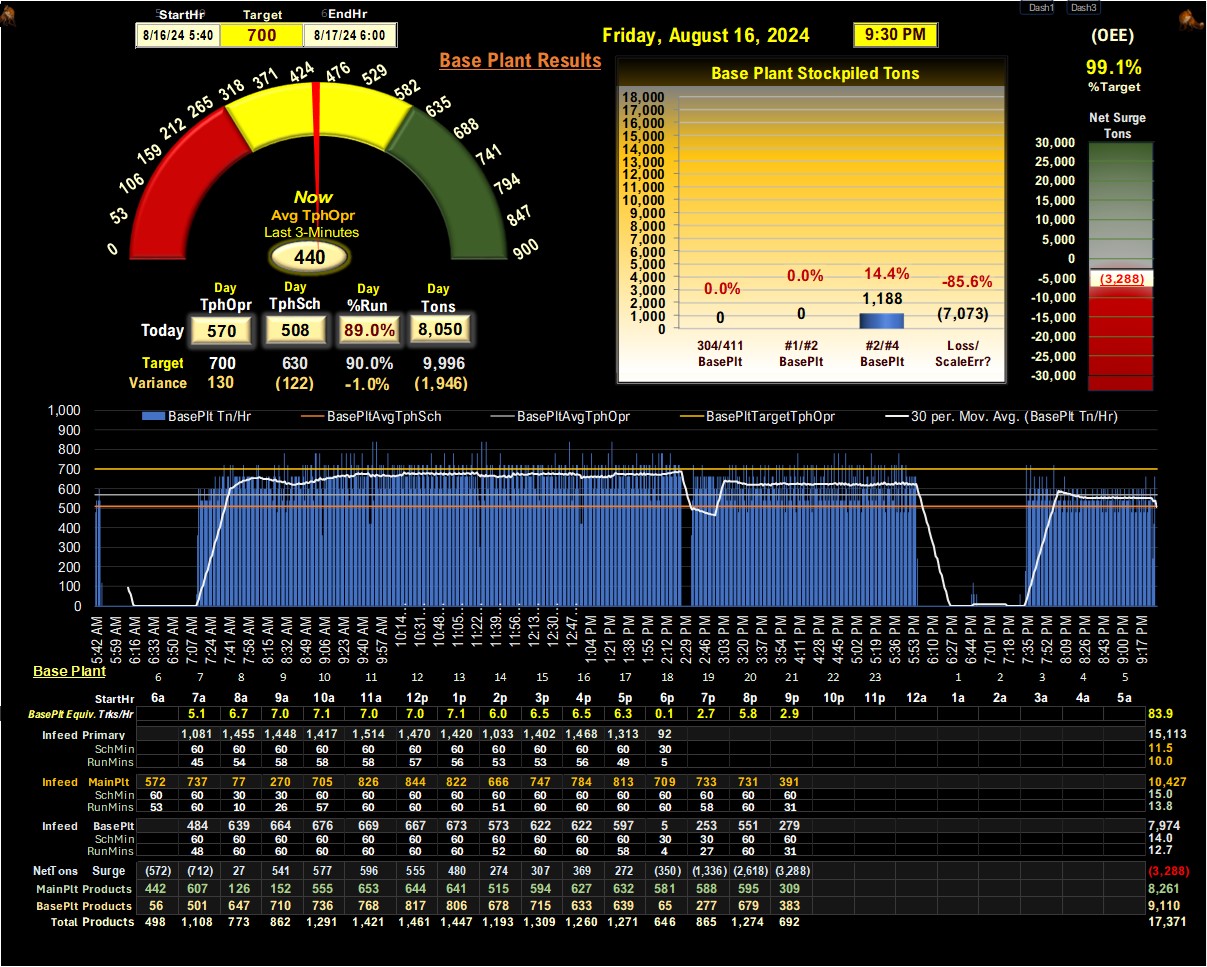 Dash1 Dash3
StartHr Target EndHr
8/16/24 5:40 700 8/17/24 6:00
Friday, August 16, 2024 9:30 PM
(OEE)
99.1%
%Target
Base Plant Results
0 53 106 159 212 265 318 371 424 476 529 582 635 688 741 794 847 900
Now
Avg TphOpr
Last 3-Minutes
440
Day Day Day Day
TphOpr TphSch %Run Tons
Today 570 508 89.0% 8,050
Target 700 630 90.0% 9,996
Variance 130 (122) -1.0% (1,946)
Base Plant Stockpiled Tons
18,000
17,000
16,000
15,000
14,000
13,000
12,000
11,000
10,000
9,000
8,000
7,000
6,000
5,000
4,000
3,000
2,000
1,000
0
0.0% 0.0% 14.4% -85.6%
0 0 1,188 (7,073)
304/411 #1/#2 #2/#4 Loss/
BasePlt BasePlt BasePlt ScaleErr?
Net Surge
Tons
30,000
25,000
20,000
15,000
10,000
5,000
0
-5,000
-10,000
-15,000
-20,000
-25,000
-30,000
(3,288)
BasePlt Tn/Hr BasePltAvgTphSch BasePltAvgTphOpr BasePltTargetTphOpr 30 per. Mov. Avg. (BasePlt Tn/Hr)
1,000
900
800
700
600
500
400
300
200
100
0
5:42 AM 5:59 AM 6:16 AM 6:33 AM 6:50 AM 7:07 AM 7:24 AM 7:41 AM 7:58 AM 8:15 AM 8:32 AM 8:49 AM 9:06 AM 9:23 AM 9:40 AM 9:57 AM 10:14... 10:31... 10:48... 11:05... 11:22... 11:39... 11:56... 12:13... 12:30... 12:47... 1:04 PM 1:21 PM 1:38 PM 1:55 PM 2:12 PM 2:29 PM 2:46 PM 3:03 PM 3:20 PM 3:37 PM 3:54 PM 4:11 PM 4:28 PM 4:45 PM 5:02 PM 5:19 PM 5:36 PM 5:53 PM 6:10 PM 6:27 PM 6:44 PM 7:01 PM 7:18 PM 7:35 PM 7:52 PM 8:09 PM 8:26 PM 8:43 PM 9:00 PM 9:17 PM
Base Plant
6 7 8 9 10 11 12 13 14 15 16 17 18 19 20 21 22 23 1 2 3 4 5
StartHr 6a 7a 8a 9a 10a 11a 12p 1p 2p 3p 4p 5p 6p 7p 8p 9p 10p 11p 12a 1a 2a 3a 4a 5a
BasePlt Equiv. Trks/Hr 5.1 6.7 7.0 7.1 7.0 7.0 7.1 6.0 6.5 6.5 6.3 0.1 2.7 5.8 2.9 83.9
Infeed Primary 1,081 1,455 1,448 1,417 1,514 1,470 1,420 1,033 1,402 1,468 1,313 92 15,113
SchMin 60 60 60 60 60 60 60 60 60 60 60 30 11.5
RunMins 45 54 58 58 58 57 56 53 53 56 49 5 10.0
Infeed MainPlt 572 737 77 270 705 826 844 822 666 747 784 813 709 733 731 391 10,427
SchMin 60 60 30 30 60 60 60 60 60 60 60 60 60 60 60 60 15.0
RunMins 53 60 10 26 57 60 60 60 51 60 60 60 60 58 60 31 13.8
Infeed BasePlt 484 639 664 676 669 667 673 573 622 622 597 5 253 551 279 7,974
SchMin 60 60 60 60 60 60 60 60 60 60 60 30 30 60 60 14.0
RunMins 48 60 60 60 60 60 60 52 60 60 58 4 27 60 31 12.7
NetTons Surge (572) (712) 27 541 577 596 555 480 274 307 369 272 (350) (1,336) (2,618) (3,288) (3,288)
MainPlt Products 442 607 126 152 555 653 644 641 515 594 627 632 581 588 595 309 8,261
BasePlt Products 56 501 647 710 736 768 817 806 678 715 633 639 65 277 679 383 9,110
Total Products 498 1,108 773 862 1,291 1,421 1,461 1,447 1,193 1,309 1,260 1,271 646 865 1,274 692 17,371